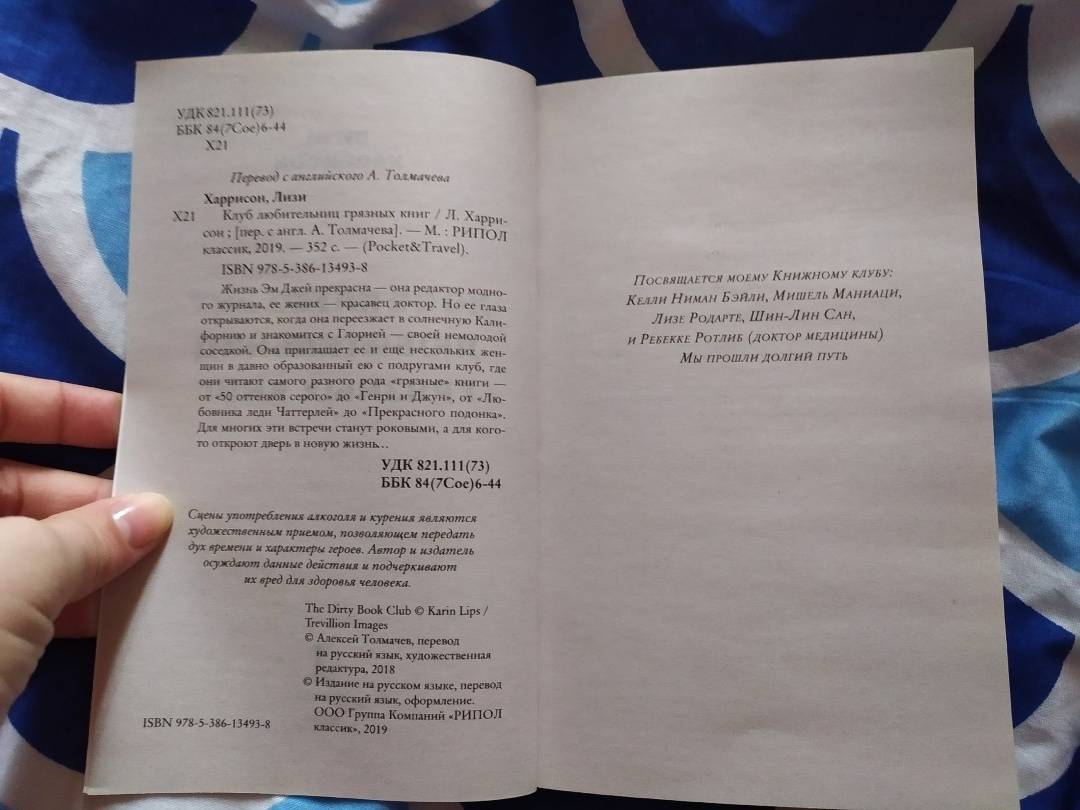 УДК 821.111(73)
ББК 84(7Сое)6-44
Х21
Перевод с английского А. Толмачева
Харрисон, Лизи
Х21 Клуб любительниц грязных книг / Л. Харри-
сон ; [пер. с англ. А. Толмачева]. — М. : РИПОЛ
классик, 2019. — 352 с. — (Pocket&Travel).
ISBN 978-5-386-13493-8
Жизнь Эм Джей прекрасна — она редактор модно-
го журнала, ее жених — красавец доктор. Но ее глаза
открываются, когда она переезжает в солнечную Кали-
форнию и знакомится с Глорией — своей немолодой
соседкой. Она приглашает ее и еще нескольких жен-
щин в давно образованный ею с подругами клуб, где
они читают самого разного рода «грязные» книги —
от «50 оттенков серого» до «Генри и Джун», от «Лю-
бовника леди Чаттерлей» до «Прекрасного подонка».
Для многих эти встречи станут роковыми, а для кого-
то откроют дверь в новую жизнь...
УДК 821.111(73)
ББК 84(7Сое)6-44
Сцены употребления алкоголя и курения являются
художественным приемом, позволяющем передать
дух времени и характеры героев. Автор и издатель
осуждают данные действия и подчеркивают
их вред для здоровья человека.
The Dirty Book Club © Karin Lips /
Trevillion Images
© Алексей Толмачев, перевод
на русский язык, художественная
редактура, 2018
© Издание на русском языке, перевод
на русский язык, оформление.
ООО Группа Компаний «РИПОЛ
классик», 2019
ISBN 978-5-386-13493-8
Посвящается моему Книжному клубу:
Келли Ниман Бэйли, Мишель Маниаци,
Лизе Родарте, Шин-Лин Сан,
и Ребекке Ротлиб (доктор медицины)
Мы прошли долгий путь